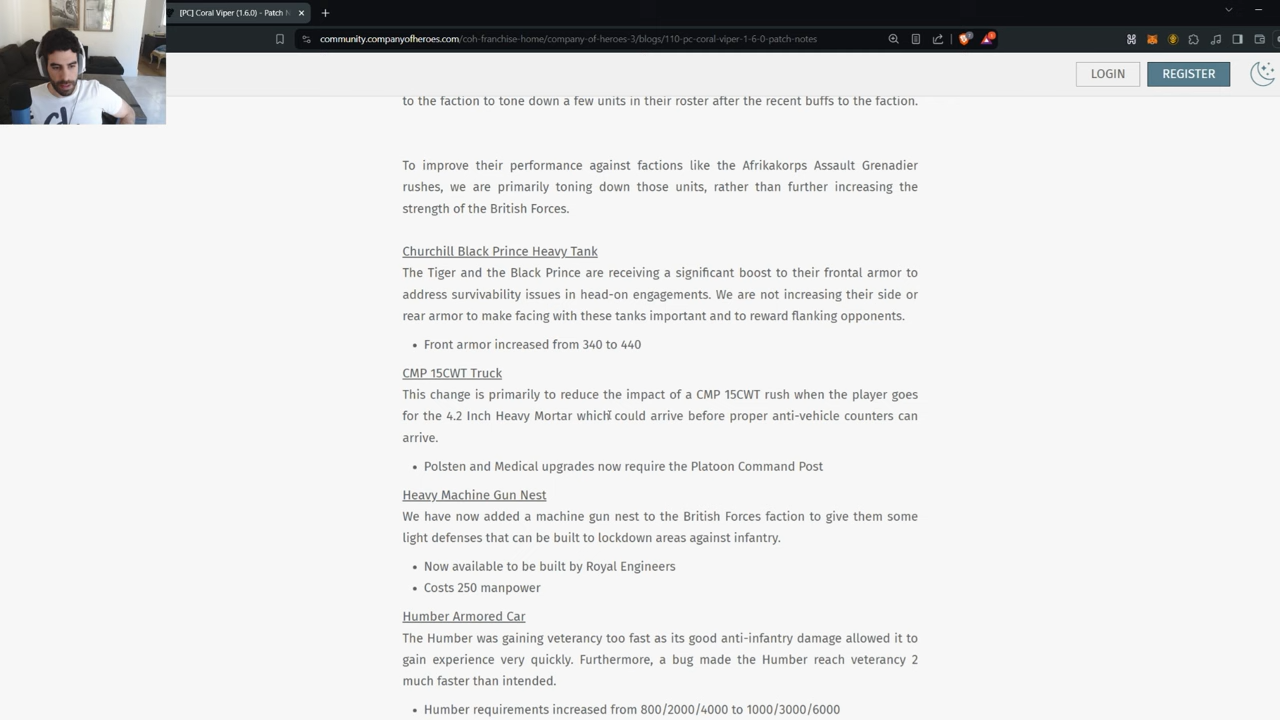 [PC] Coral Viper (1.6.0) - Patch N
community.companyofheroes.com/coh-franchise-home/company-of-heroes-3/blogs/110-pc-coral-viper-1-6-0-patch-notes
LOGIN
REGISTER
to the faction to tone down a few units in their roster after the recent buffs to the faction.
To improve their performance against factions like the Afrikakorps Assault Grenadier
rushes, we are primarily toning down those units, rather than further increasing the
strength of the British Forces.
Churchill Black Prince Heavy Tank
The Tiger and the Black Prince are receiving a significant boost to their frontal armor to
address survivability issues in head-on engagements. We are not increasing their side or
rear armor to make facing with these tanks important and to reward flanking opponents.
• Front armor increased from 340 to 440
CMP 15CWT Truck
This change is primarily to reduce the impact of a CMP 15CWT rush when the player goes
for the 4.2 Inch Heavy Mortar which could arrive before proper anti-vehicle counters can
arrive.
• Polsten and Medical upgrades now require the Platoon Command Post
Heavy Machine Gun Nest
We have now added a machine gun nest to the British Forces faction to give them some
light defenses that can be built to lockdown areas against infantry.
• Now available to be built by Royal Engineers
• Costs 250 manpower
Humber Armored Car
The Humber was gaining veterancy too fast as its good anti-infantry damage allowed it to
gain experience very quickly. Furthermore, a bug made the Humber reach veterancy 2
much faster than intended.
• Humber requirements increased from 800/2000/4000 to 1000/3000/6000